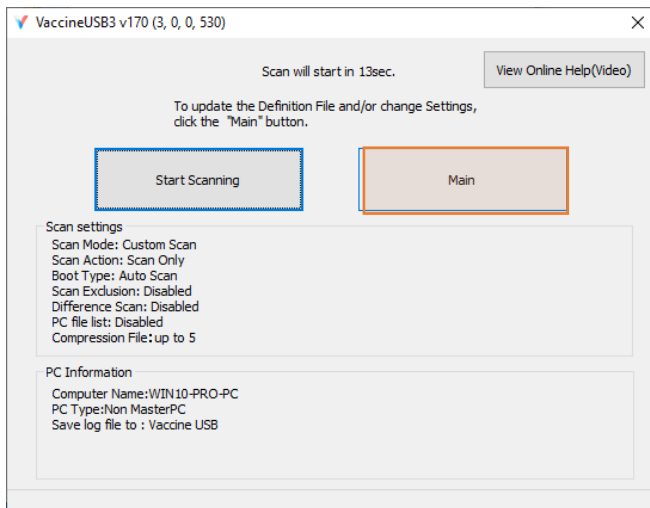 VaccineUSB3 v170 (3, 0, 0, 530)
Scan will start in 13sec.
View Online Help(Video)
To update the Definition File and/or change Settings,
click the "Main" button.
Start Scanning
Main
Scan settings
Scan Mode: Custom Scan
Scan Action: Scan Only
Boot Type: Auto Scan
Scan Exclusion: Disabled
Difference Scan: Disabled
PC file list: Disabled
Compression File:up to 5
PC Information
Computer Name:WIN10-PRO-PC
PC Type:Non MasterPC
Save log file to : Vaccine USB